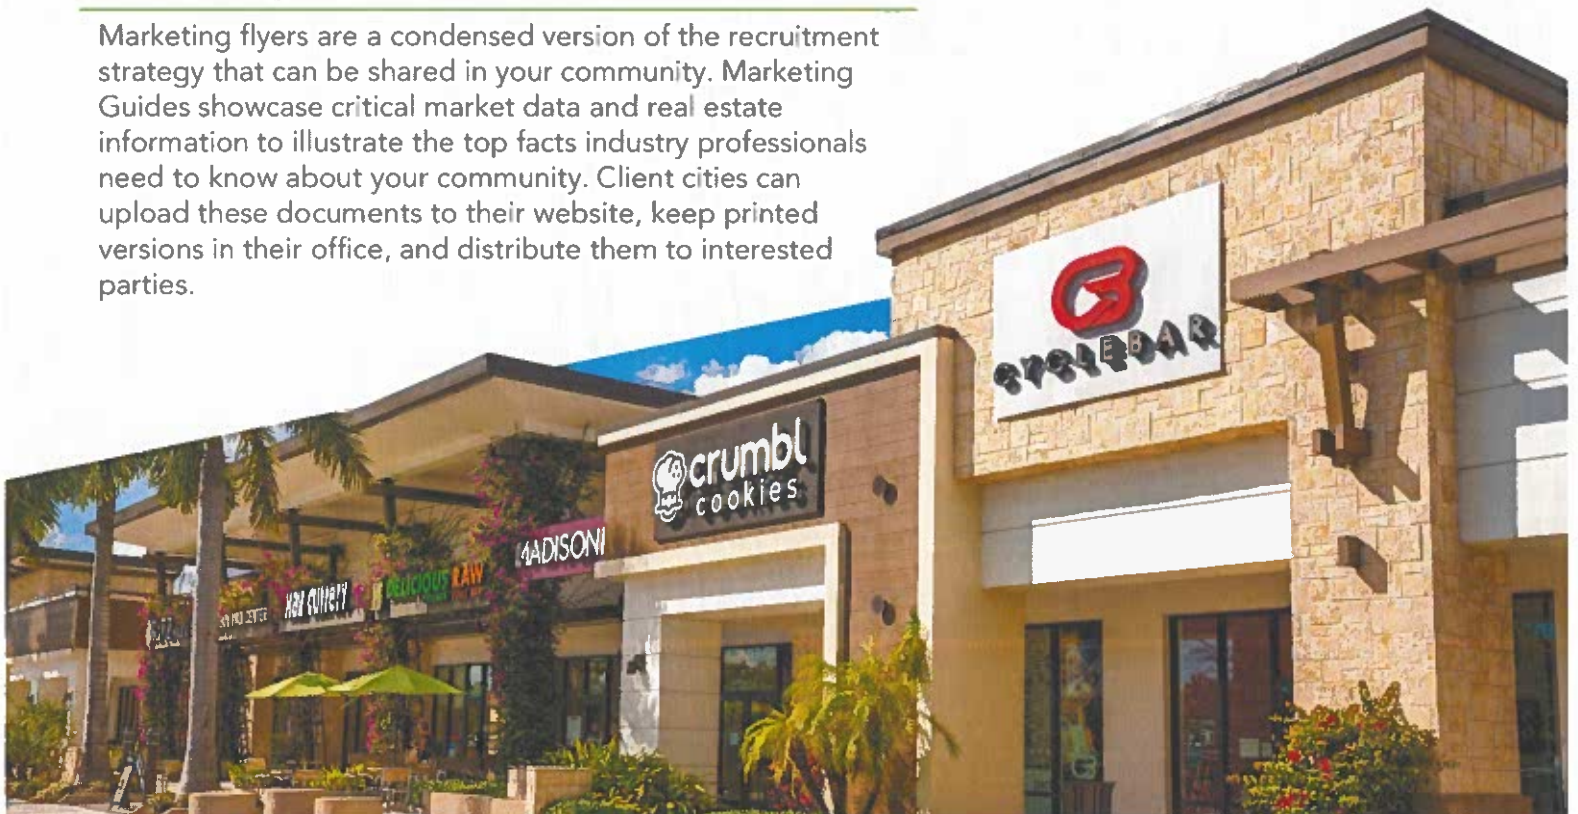 Marketing flyers are a condensed version of the recruitment
strategy that can be shared in your community. Marketing
Guides showcase critical market data and real estate
information to illustrate the top facts industry professionals
need to know about your community. Client cities can
upload these documents to their website, keep printed
versions in their office, and distribute them to interested
parties.
CYCLEBAR
crumbl
cookies
MADISON
DELICIOUS RAW
Hair Cuttery
CENTER